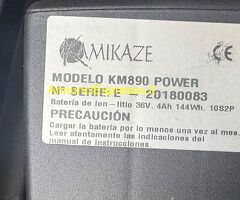 KAMIKAZE
MODELO KM890 POWER
Nº SERIE: E - 20180083
Batería de Ion-litio 36V. 4Ah 144Wh. 10S2P
PRECAUCIÓN
Cargar la batería por lo menos una vez al mes.
Leer atentamente las indicaciones del
manual de instrucciones.